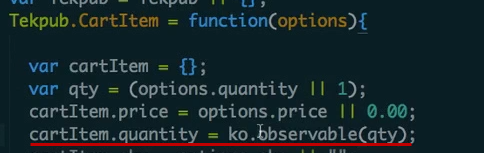 var Tekpub = Tekpub || {};
Tekpub.CartItem = function(options){
var cartItem = {};
var qty = (options.quantity || 1);
cartItem.price = options.price || 0.00;
cartItem.quantity = ko.observable(qty);